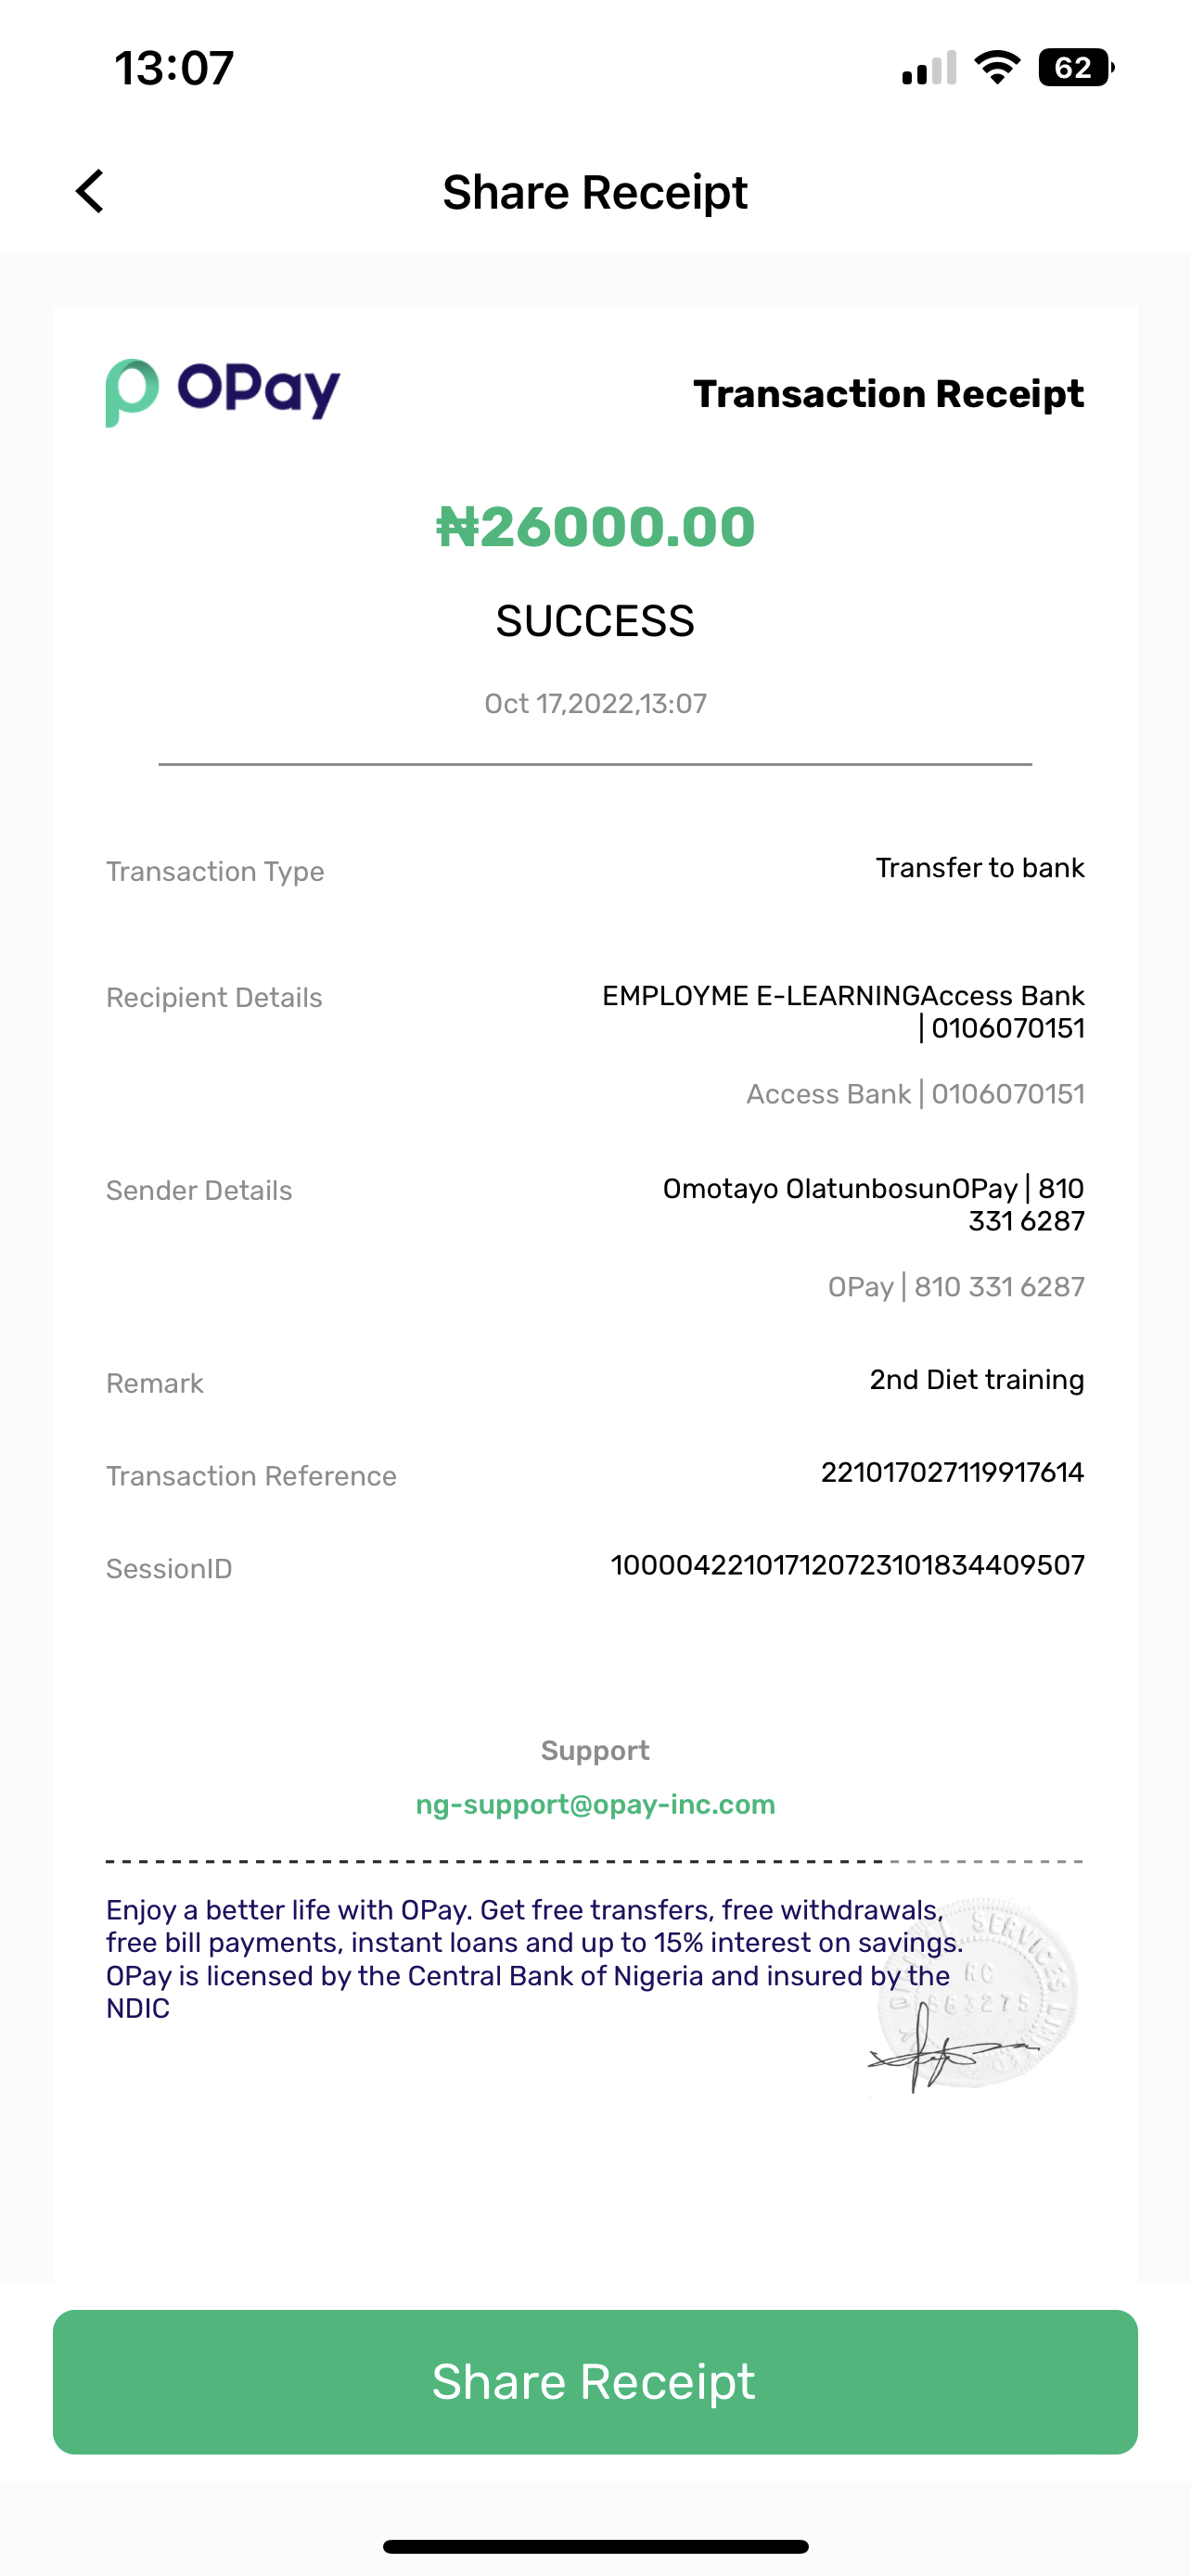 13:07
62
Share Receipt
OPay
Transaction Receipt
₦26000.00
SUCCESS
Oct 17,2022,13:07
Transaction Type
Transfer to bank
Recipient Details
EMPLOYME E-LEARNINGAccess Bank
| 0106070151
Access Bank | 0106070151
Sender Details
Omotayo OlatunbosunOPay | 810
331 6287
OPay | 810 331 6287
Remark
2nd Diet training
Transaction Reference
221017027119917614
SessionID
100004221017120723101834409507
Support
ng-support@opay-inc.com
Enjoy a better life with OPay. Get free transfers, free withdrawals,
free bill payments, instant loans and up to 15% interest on savings.
OPay is licensed by the Central Bank of Nigeria and insured by the
NDIC
SERVICES
RC
Share Receipt